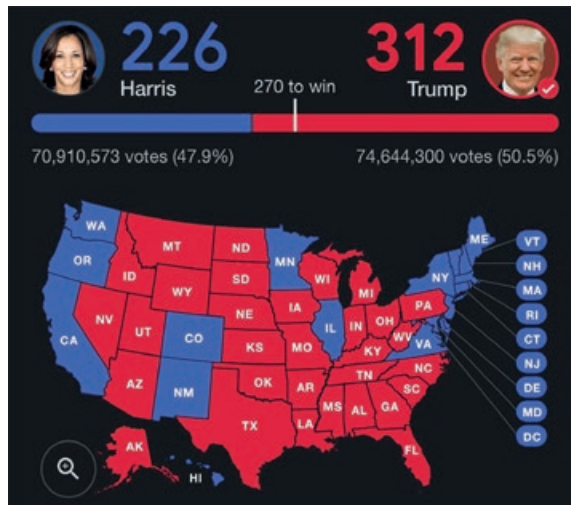 226
312
Harris
270 to win
Trump
70,910,573 votes (47.9%)
74,644,300 votes (50.5%)
WA
MT
ND
MN
ME
VT
OR
ID
SD
WI
MI
NY
NH
WY
MA
NV
NE
IA
PA
RI
CA
UT
CO
IL
IN
OH
WV
VA
CT
KS
MO
KY
NJ
AZ
NM
OK
AR
TN
NC
DE
SC
MD
TX
LA
MS
AL
GA
DC
AK
HI
FL